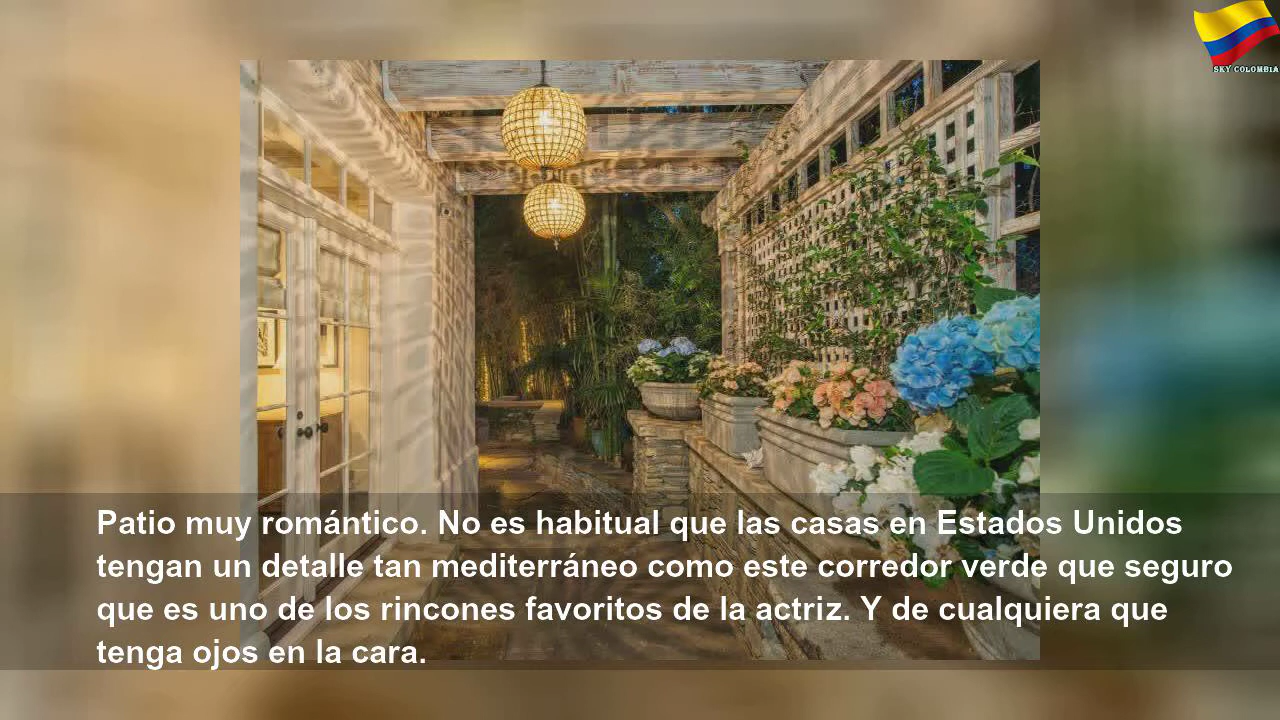 SKY COLOMBIA
Patio muy romántico. No es habitual que las casas en Estados Unidos
tengan un detalle tan mediterráneo como este corredor verde que seguro
que es uno de los rincones favoritos de la actriz. Y de cualquiera que
tenga ojos en la cara.